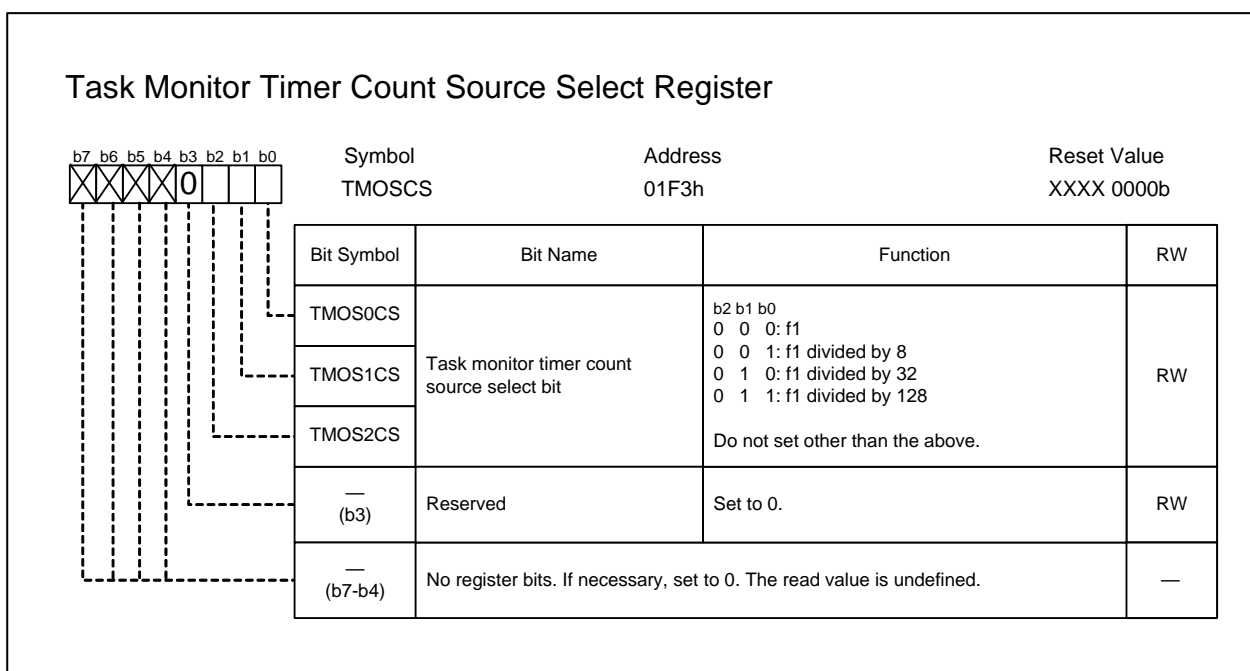 Task Monitor Timer Count Source Select Register
b7 b6 b5 b4 b3 b2 b1 b0
0
Symbol Address Reset Value
TMOSCS 01F3h XXXX 0000b
Bit Symbol Bit Name Function RW
TMOS0CS
TMOS1CS
TMOS2CS
Task monitor timer count
source select bit
b2 b1 b0
0 0 0: f1
0 0 1: f1 divided by 8
0 1 0: f1 divided by 32
0 1 1: f1 divided by 128
Do not set other than the above.
RW
—
(b3)
Reserved
Set to 0.
RW
—
(b7-b4)
No register bits. If necessary, set to 0. The read value is undefined.
—